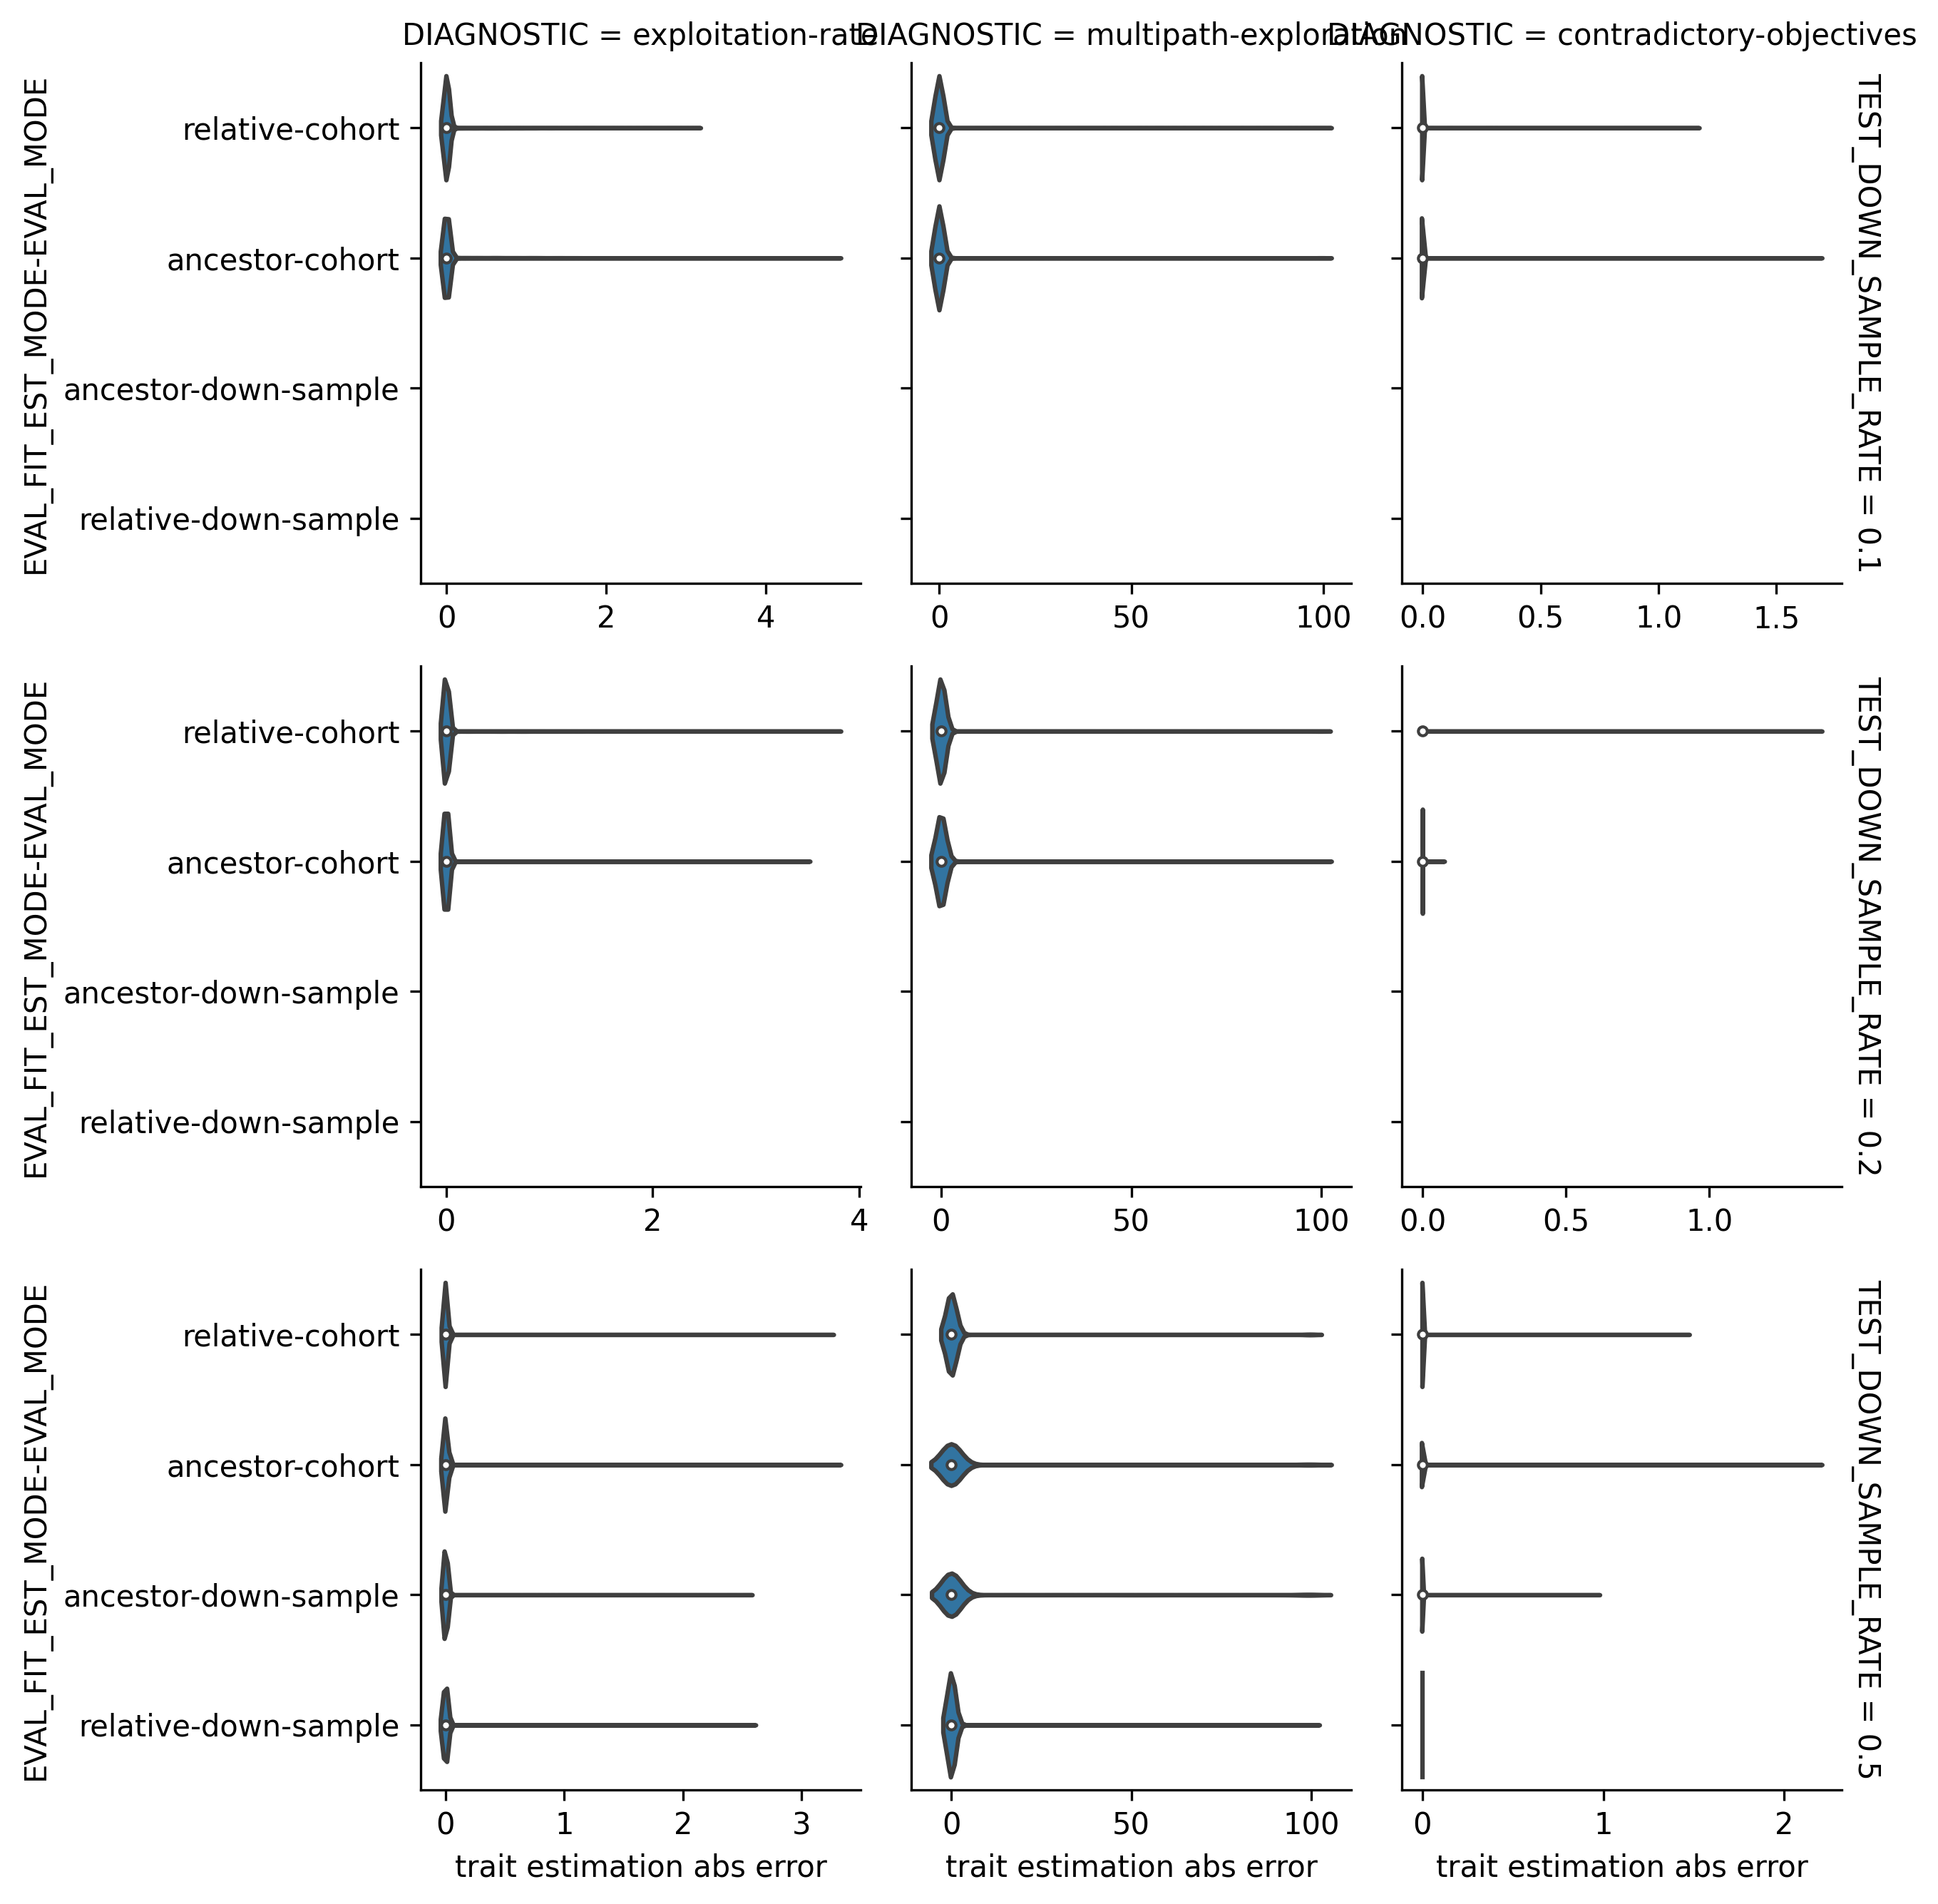 DIAGNOSTIC = exploitation-rate
DIAGNOSTIC = multipath-exploration
DIAGNOSTIC = contradictory-objectives
EVAL_FIT_EST_MODE-EVAL_MODE
relative-cohort
ancestor-cohort
ancestor-down-sample
relative-down-sample
0 2 4
0 50 100
0.0 0.5 1.0 1.5
TEST_DOWN_SAMPLE_RATE = 0.1
EVAL_FIT_EST_MODE-EVAL_MODE
relative-cohort
ancestor-cohort
ancestor-down-sample
relative-down-sample
0 2 4
0 50 100
0.0 0.5 1.0
TEST_DOWN_SAMPLE_RATE = 0.2
EVAL_FIT_EST_MODE-EVAL_MODE
relative-cohort
ancestor-cohort
ancestor-down-sample
relative-down-sample
0 1 2 3
0 50 100
0 1 2
TEST_DOWN_SAMPLE_RATE = 0.5
trait estimation abs error
trait estimation abs error
trait estimation abs error